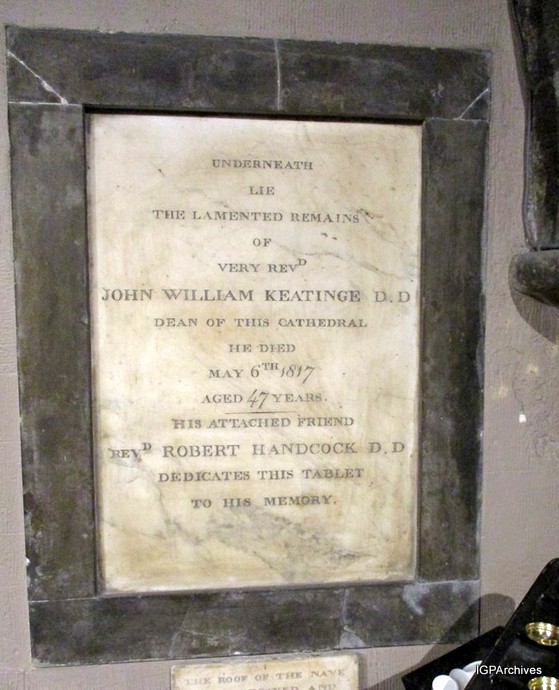 UNDERNEATH
LIE
THE LAMENTED REMAINS
OF
VERY REVD
JOHN WILLIAM KEATINGE D.D
DEAN OF THIS CATHEDRAL
HE DIED
MAY 6TH 1817
AGED 47 YEARS.
HIS ATTACHED FRIEND
REVD ROBERT HANDCOCK D.D
DEDICATES THIS TABLET
TO HIS MEMORY.
THE ROOF OF THE NAVE
AND
IGPArchives